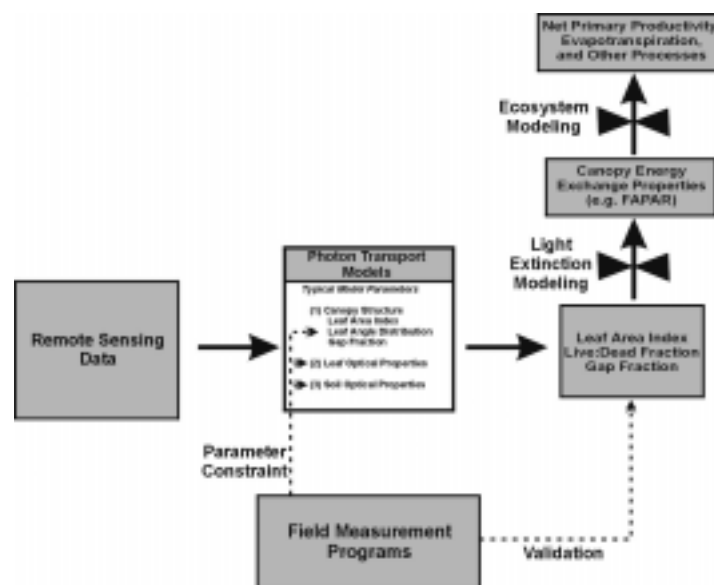 Net Primary Productivity
Evapotranspiration,
and Other Processes
Ecosystem
Modeling
Canopy Energy
Exchange Properties
(e.g. FAPAR)
Light
Extinction
Modeling
Photon Transport
Models
Typical Model Parameters
(1) Canopy Structure
Leaf Area Index
Leaf Angle Distribution
Gap Fraction
(2) Leaf Optical Properties
(3) Soil Optical Properties
Remote Sensing
Data
Leaf Area Index
Live:Dead Fraction
Gap Fraction
Parameter
Constraint
Field Measurement
Programs
Validation